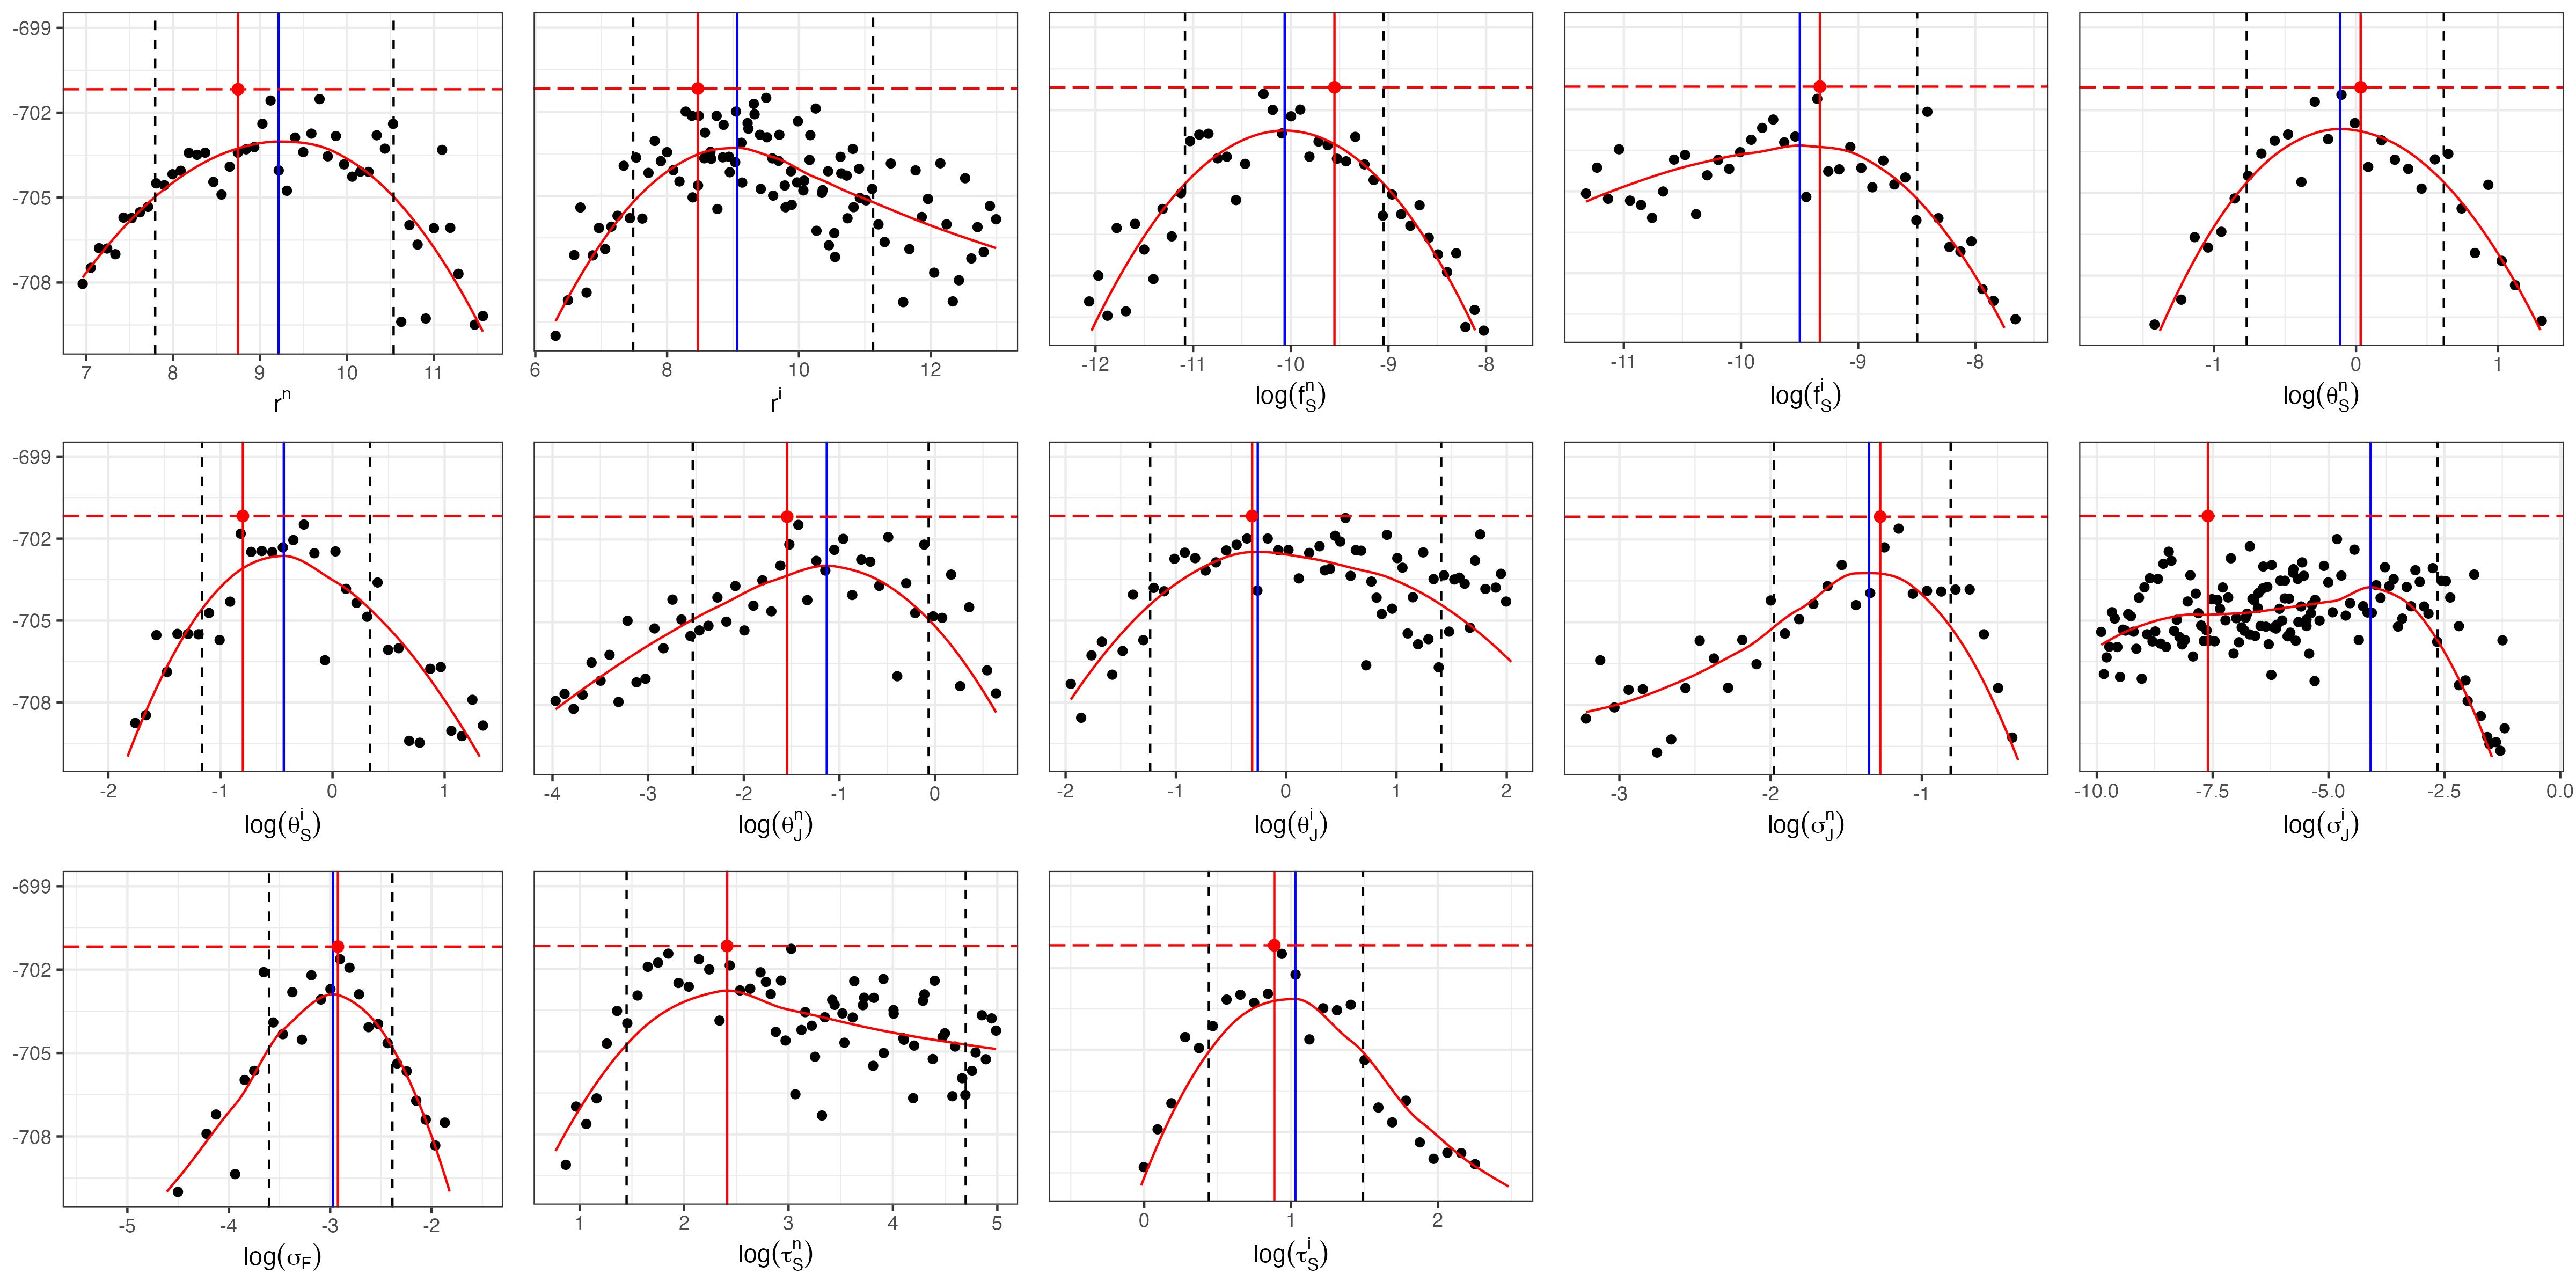 -699
-702
-705
-708
7 8 9 10 11
r^n
6 8 10 12
r^i
-12 -11 -10 -9 -8
log(f_S^n)
-11 -10 -9 -8
log(f_S^i)
-1 0 1
log(θ_S^n)
-699
-702
-705
-708
-2 -1 0 1
log(θ_S^i)
-4 -3 -2 -1 0
log(θ_J^n)
-2 -1 0 1 2
log(θ_J^i)
-3 -2 -1
log(σ_J^n)
-10.0 -7.5 -5.0 -2.5 0.0
log(σ_J^i)
-699
-702
-705
-708
-5 -4 -3 -2
log(σ_F)
1 2 3 4 5
log(τ_S^n)
0 1 2
log(τ_S^i)